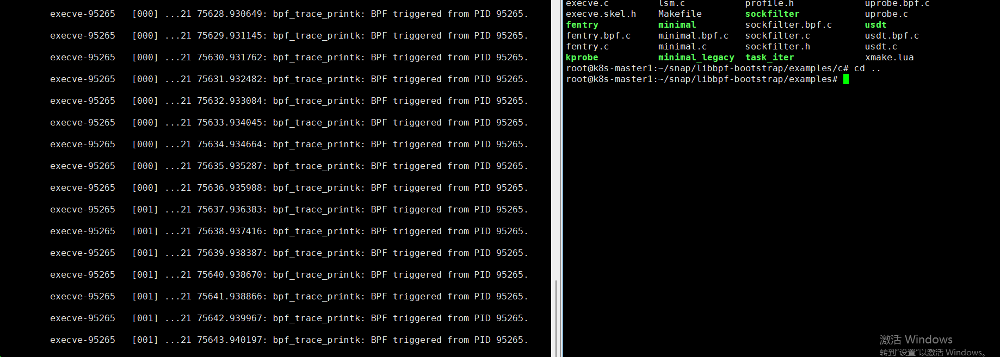 execve-95265   [000] ...21 75628.930649: bpf_trace_printk: BPF triggered from PID 95265.
execve-95265   [000] ...21 75629.931145: bpf_trace_printk: BPF triggered from PID 95265.
execve-95265   [000] ...21 75630.931762: bpf_trace_printk: BPF triggered from PID 95265.
execve-95265   [000] ...21 75631.932482: bpf_trace_printk: BPF triggered from PID 95265.
execve-95265   [000] ...21 75632.933084: bpf_trace_printk: BPF triggered from PID 95265.
execve-95265   [000] ...21 75633.934045: bpf_trace_printk: BPF triggered from PID 95265.
execve-95265   [000] ...21 75634.934664: bpf_trace_printk: BPF triggered from PID 95265.
execve-95265   [000] ...21 75635.935287: bpf_trace_printk: BPF triggered from PID 95265.
execve-95265   [000] ...21 75636.935988: bpf_trace_printk: BPF triggered from PID 95265.
execve-95265   [001] ...21 75637.936383: bpf_trace_printk: BPF triggered from PID 95265.
execve-95265   [001] ...21 75638.937416: bpf_trace_printk: BPF triggered from PID 95265.
execve-95265   [001] ...21 75639.938387: bpf_trace_printk: BPF triggered from PID 95265.
execve-95265   [001] ...21 75640.938670: bpf_trace_printk: BPF triggered from PID 95265.
execve-95265   [001] ...21 75641.938866: bpf_trace_printk: BPF triggered from PID 95265.
execve-95265   [001] ...21 75642.939967: bpf_trace_printk: BPF triggered from PID 95265.
execve-95265   [001] ...21 75643.940197: bpf_trace_printk: BPF triggered from PID 95265.
execve.c         lsm.c           profile.h             uprobe.bpf.c
execve.skel.h    Makefile        sockfilter            uprobe.c
fentry           minimal         sockfilter.bpf.c      usdt
fentry.bpf.c     minimal.bpf.c   sockfilter.c          usdt.bpf.c
fentry.c         minimal.c       sockfilter.h          usdt.c
kprobe           minimal_legacy  task_iter             xmake.lua
root@k8s-master1:~/snap/libbpf-bootstrap/examples/c# cd ..
root@k8s-master1:~/snap/libbpf-bootstrap/examples#
激活 Windows
转到"设置"以激活 Windows。